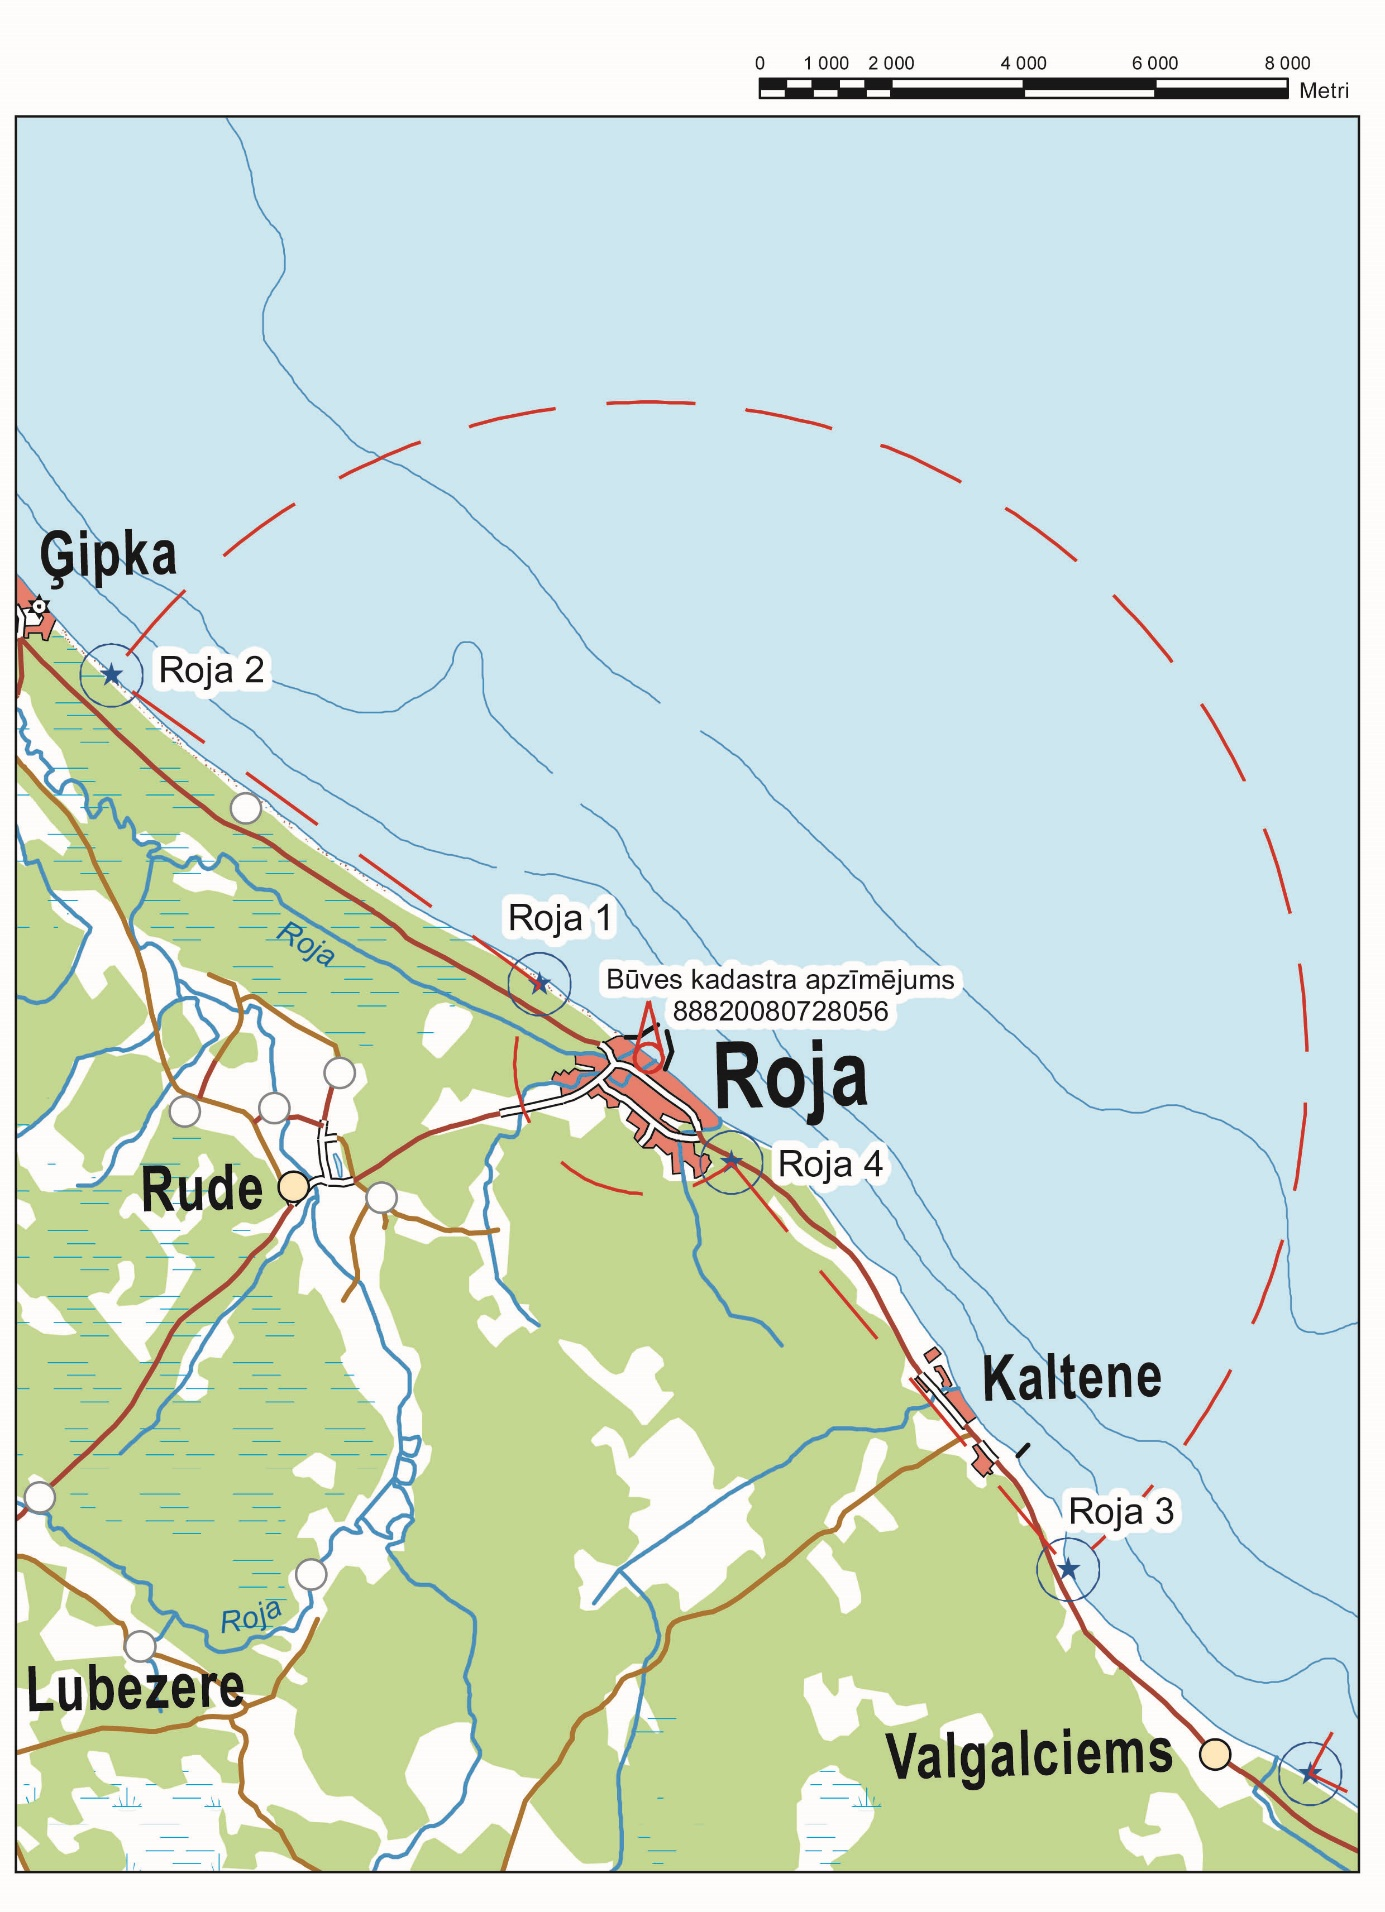 0 1 000 2 000 4 000 6 000 8 000
Metri
Ģipka
Roja 2
Roja 1
Roja
Būves kadastra apzīmējums
88820080728056
Roja
Roja 4
Rude
Kaltene
Roja 3
Roja
Lubezere
Valgalciems